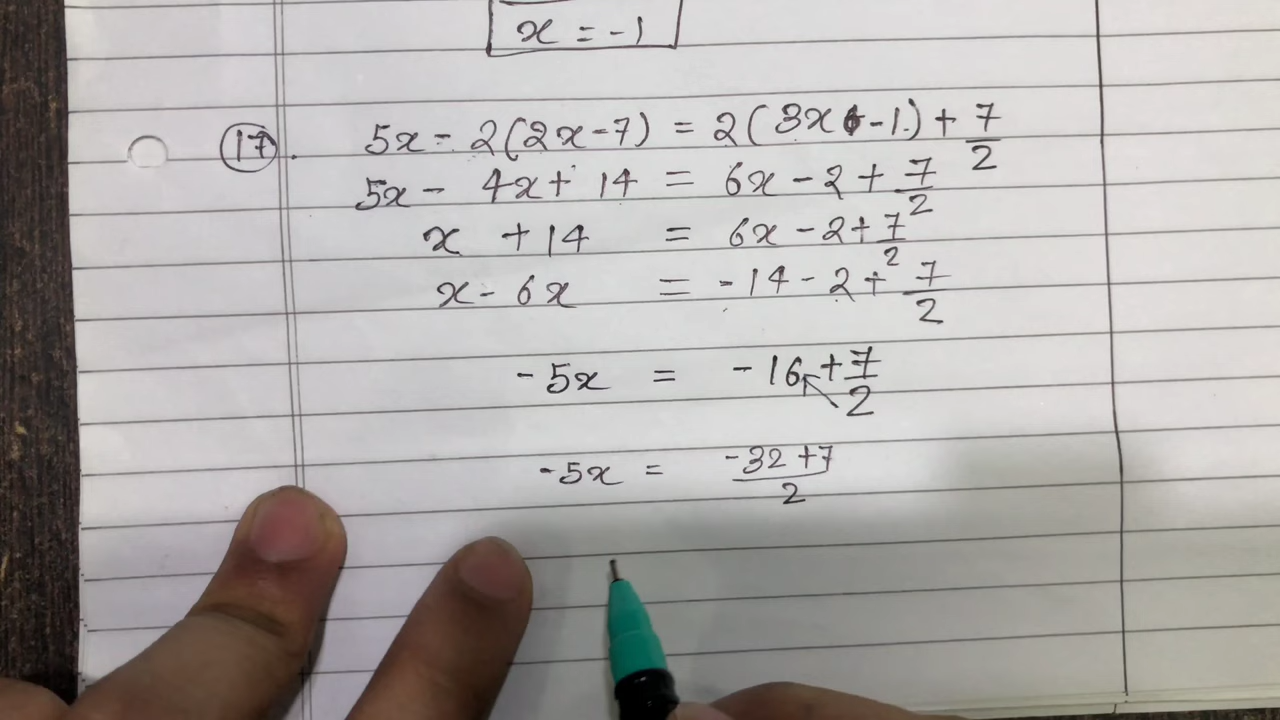 x = -1
17. 5x - 2(2x-7) = 2(3x-1) + 7/2
5x - 4x + 14 = 6x - 2 + 7/2
x + 14 = 6x - 2 + 7/2
x - 6x = -14 - 2 + 7/2
-5x = -16 + 7/2
-5x = (-32+7)/2